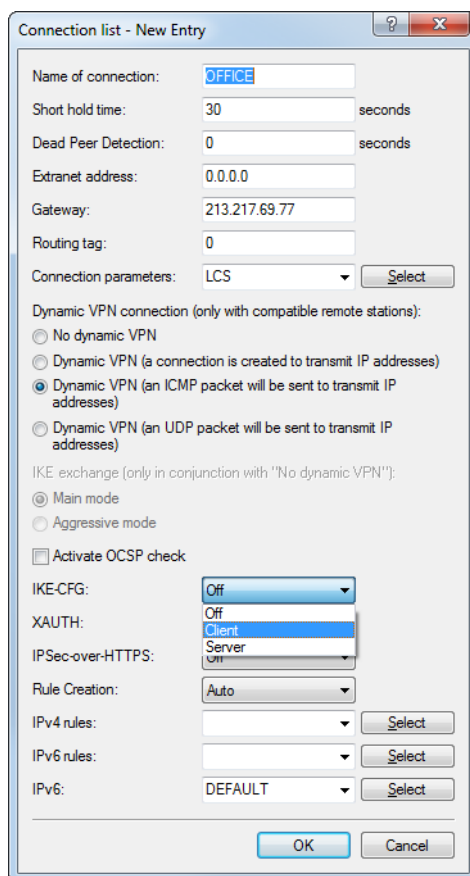 Connection list - New Entry
?
Name of connection: OFFICE
Short hold time: 30 seconds
Dead Peer Detection: 0 seconds
Extranet address: 0.0.0.0
Gateway: 213.217.69.77
Routing tag: 0
Connection parameters: LCS Select
Dynamic VPN connection (only with compatible remote stations):
No dynamic VPN
Dynamic VPN (a connection is created to transmit IP addresses)
Dynamic VPN (an ICMP packet will be sent to transmit IP
addresses)
Dynamic VPN (an UDP packet will be sent to transmit IP
addresses)
IKE exchange (only in conjunction with "No dynamic VPN"):
Main mode
Aggressive mode
Activate OCSP check
IKE-CFG: Off
Off
XAUTH: Client
Server
IPSec-over-HTTPS: Off
Rule Creation: Auto
IPv4 rules: Select
IPv6 rules: Select
IPv6: DEFAULT Select
OK Cancel